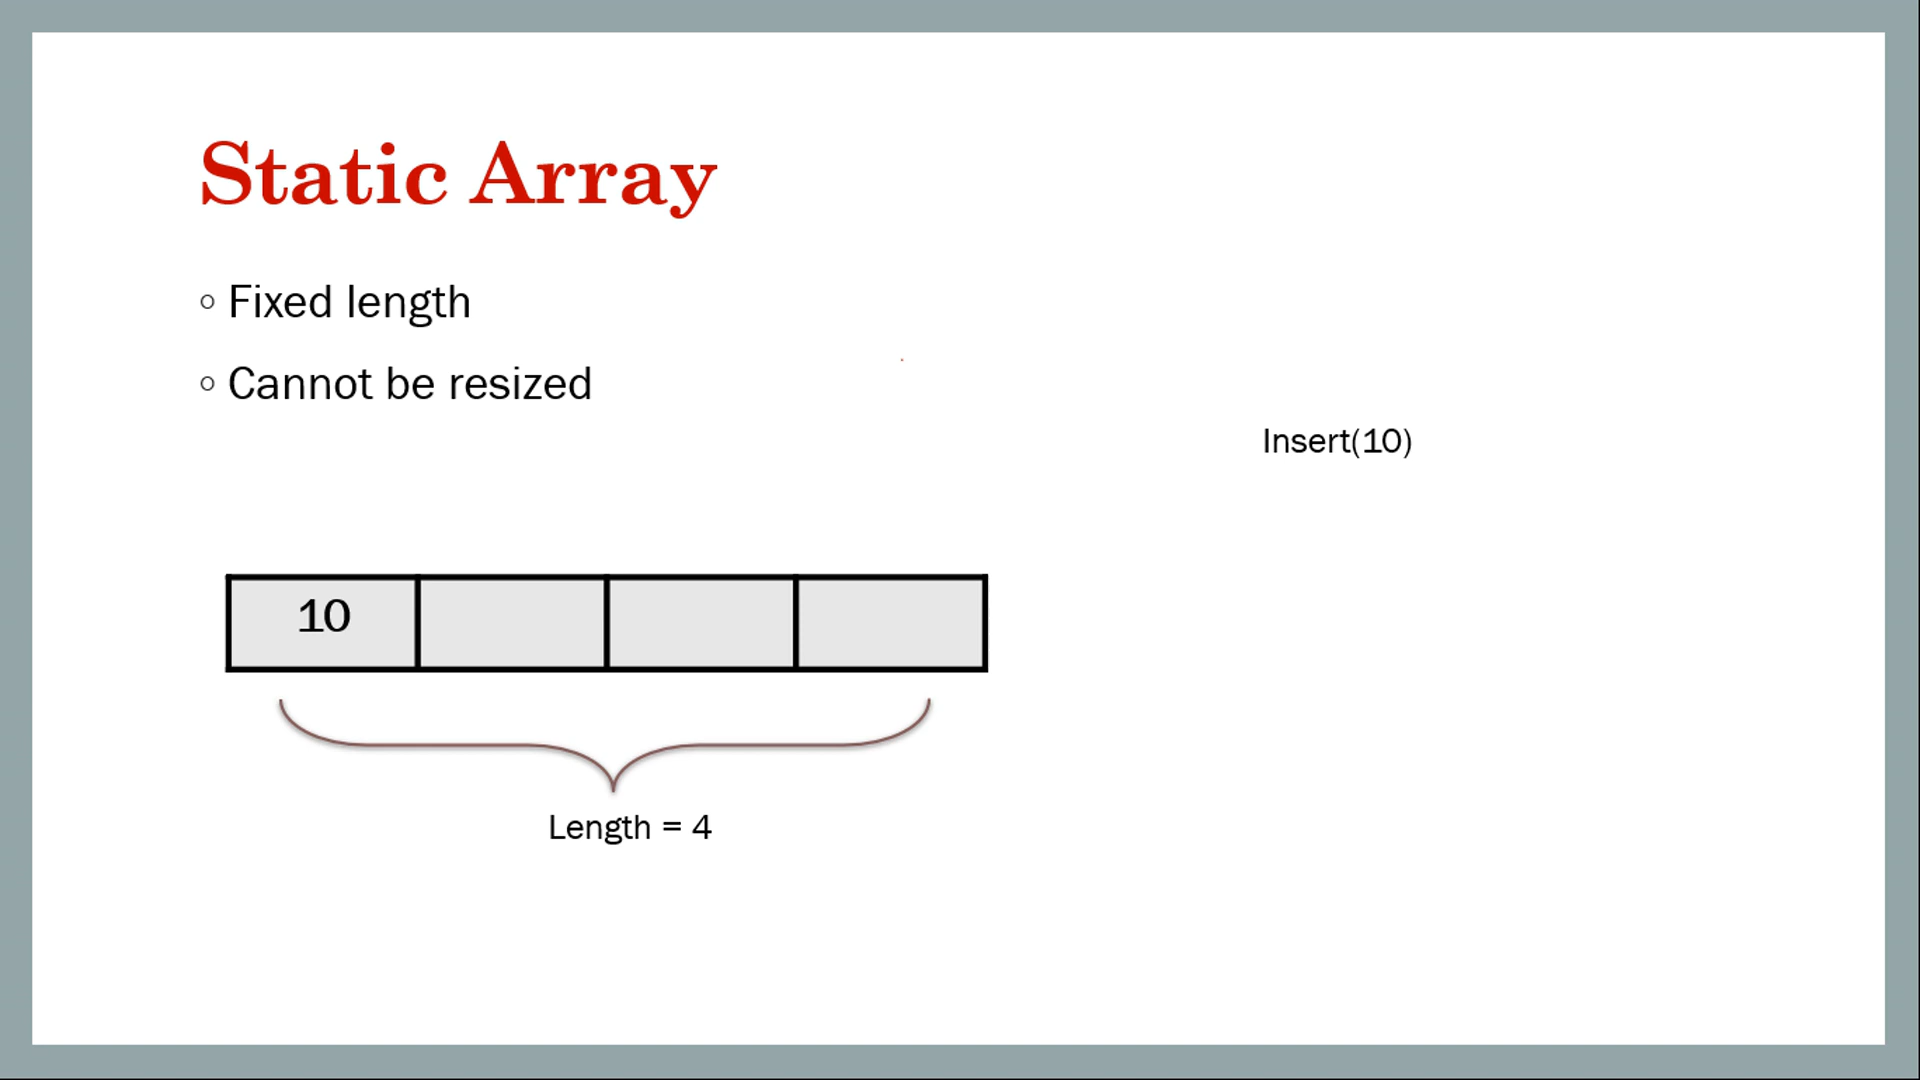 Static Array
Fixed length
Cannot be resized
Insert(10)
10
Length = 4